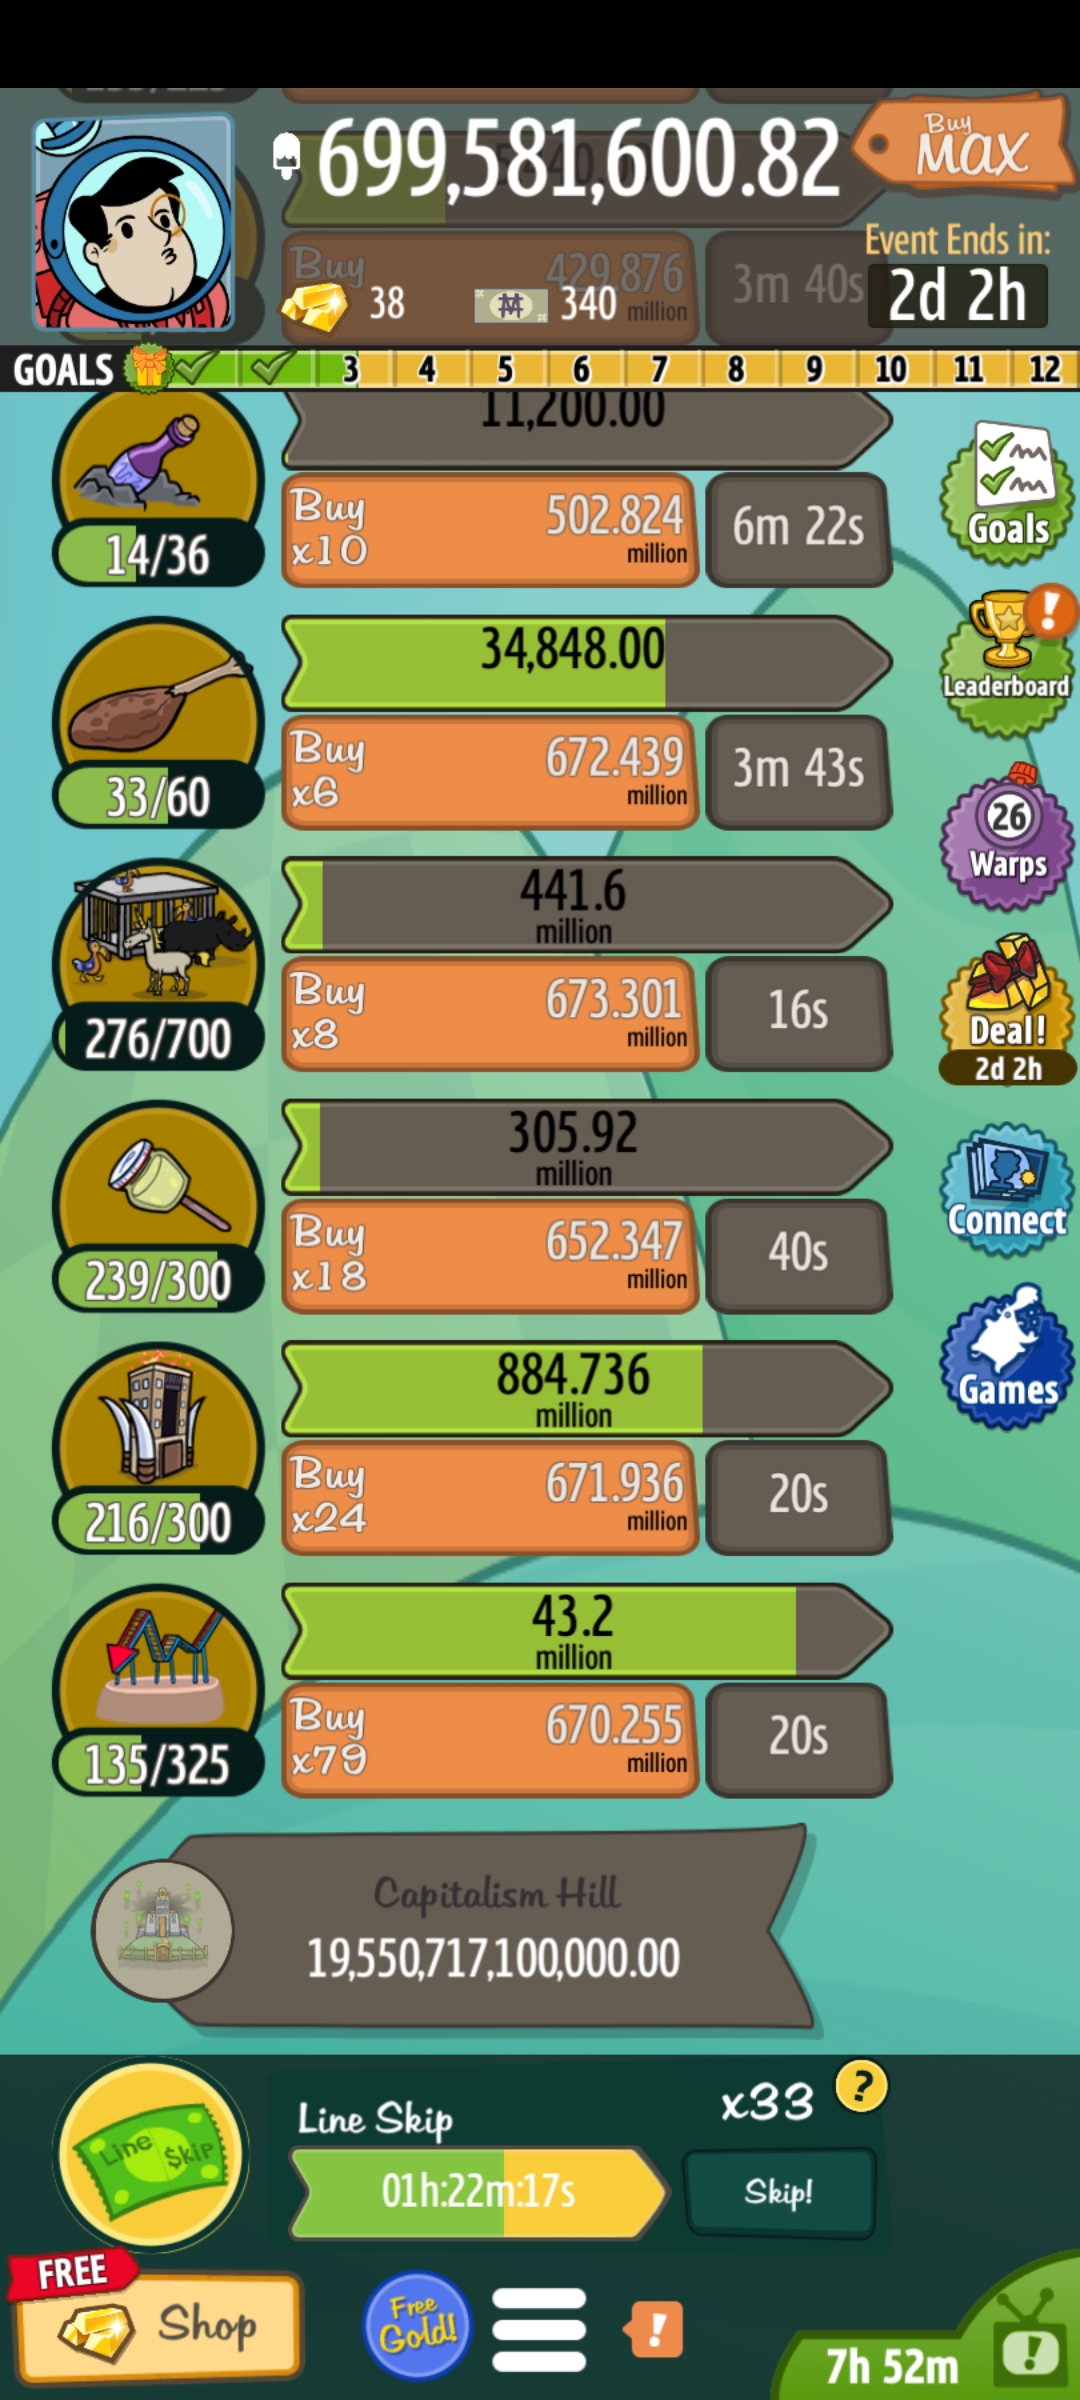 699,581,600.82
Buy
MAX
Event Ends in:
2d 2h
Buy
429.876
million
3m 40s
38
340
GOALS
3
4
5
6
7
8
9
10
11
12
11,200.00
Buy
x10
502.824
million
6m 22s
14/36
Goals
34,848.00
Buy
x6
672.439
million
3m 43s
33/60
!
Leaderboard
441.6
million
Buy
x8
673.301
million
16s
276/700
26
Warps
Deal!
2d 2h
305.92
million
Buy
x18
652.347
million
40s
239/300
Connect
884.736
million
Buy
x24
671.936
million
20s
216/300
Games
43.2
million
Buy
x79
670.255
million
20s
135/325
Capitalism Hill
19,550,717,100,000.00
Line $kip
Line Skip
x33
?
01h:22m:17s
Skip!
FREE
Shop
Free
Gold!
!
7h 52m
!